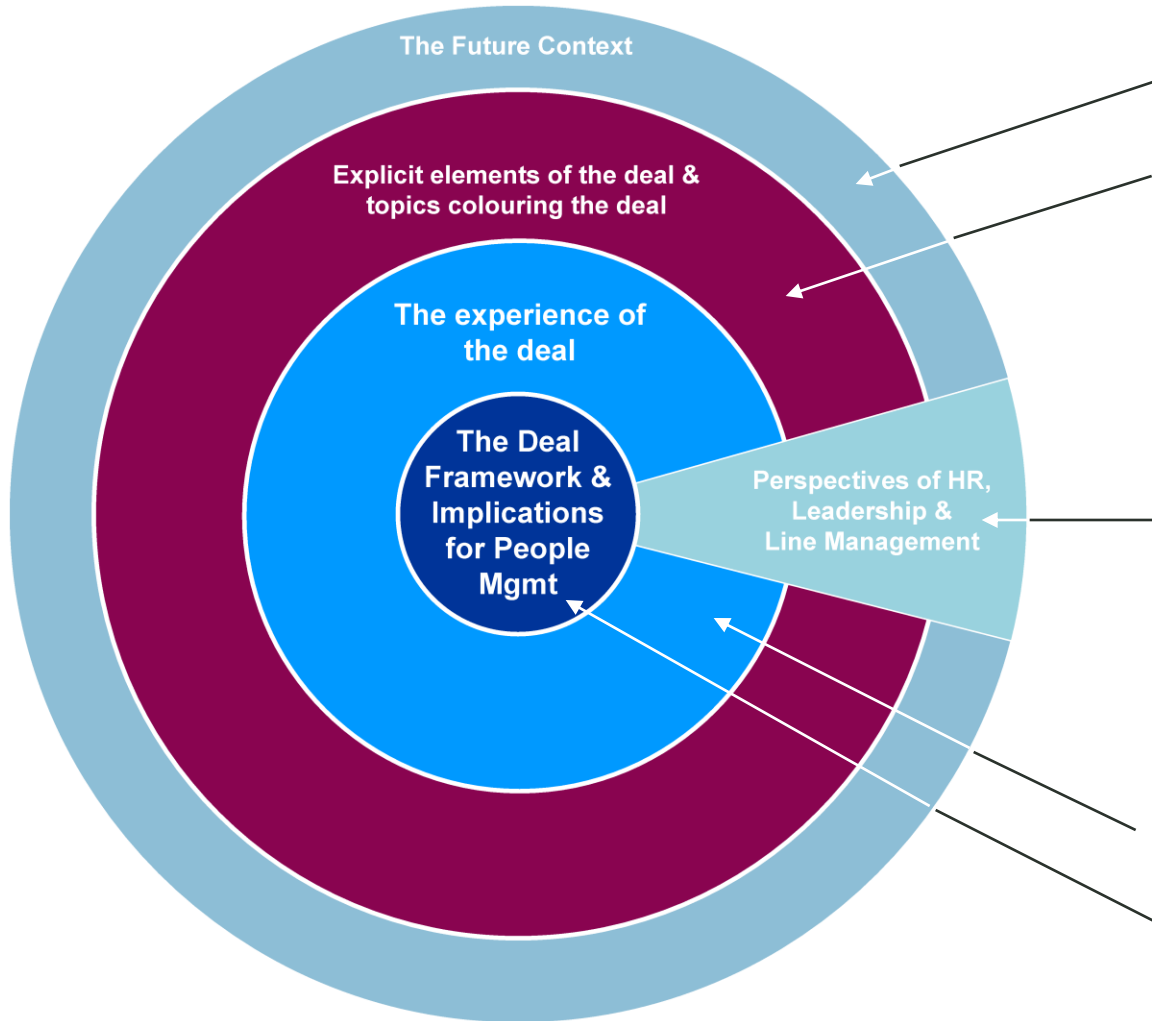 The Future Context
Explicit elements of the deal &
topics colouring the deal
The experience of
the deal
The Deal
Framework &
Implications
for People
Mgmt
Perspectives of HR,
Leadership &
Line Management